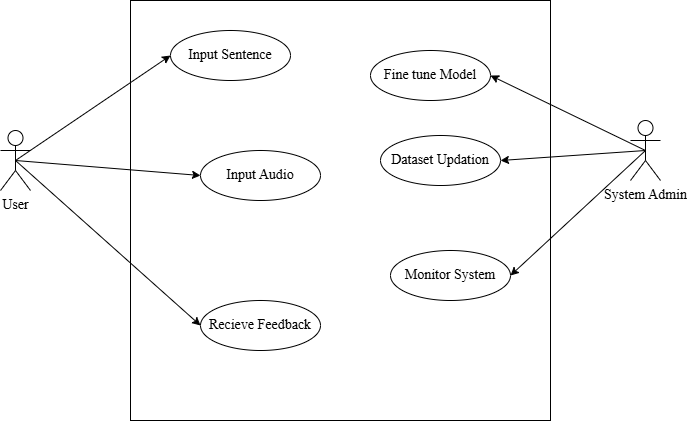 Input Sentence
Fine tune Model
Dataset Updation
Input Audio
User
System Admin
Monitor System
Recieve Feedback